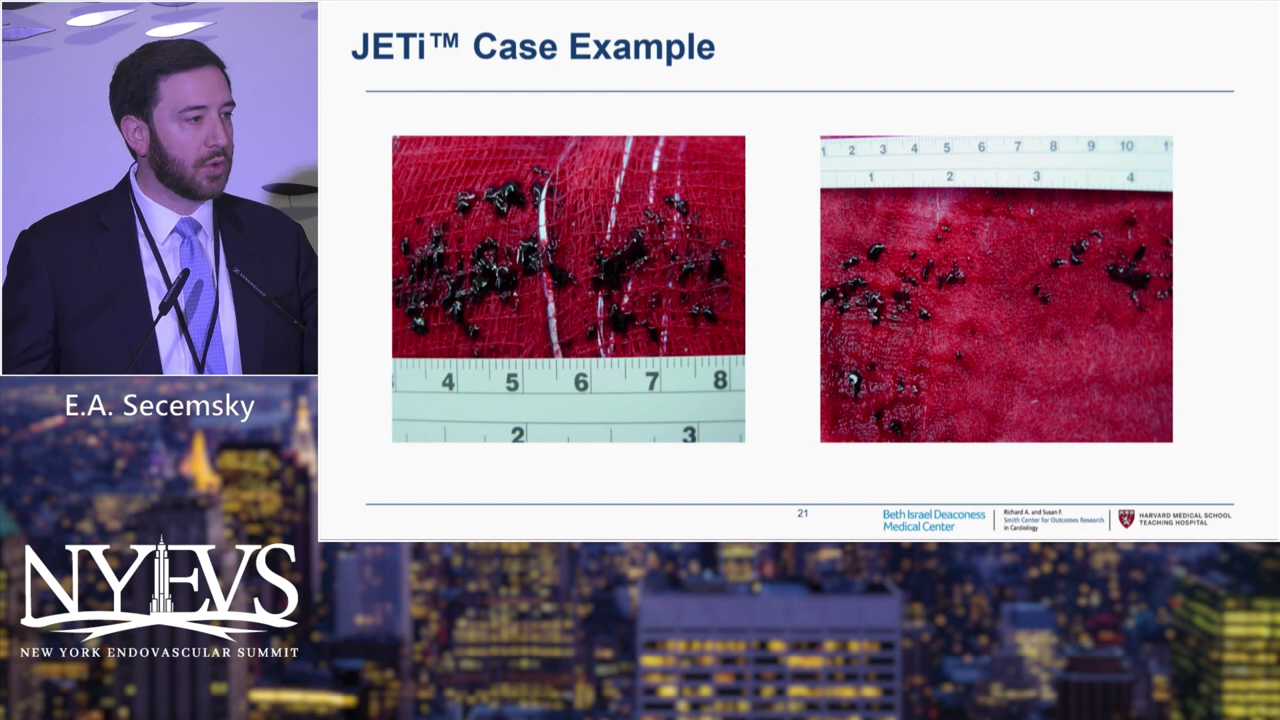 JETi™ Case Example
4 5 6 7 8
2 3
1 2 3 4 5 6 7 8 9 10
1 2 3 4
E.A. Secemsky
21
Beth Israel Deaconess
Medical Center
Richard A. and Susan F.
Smith Center for Outcomes Research
in Cardiology
HARVARD MEDICAL SCHOOL
TEACHING HOSPITAL
NYEVS
NEW YORK ENDOVASCULAR SUMMIT